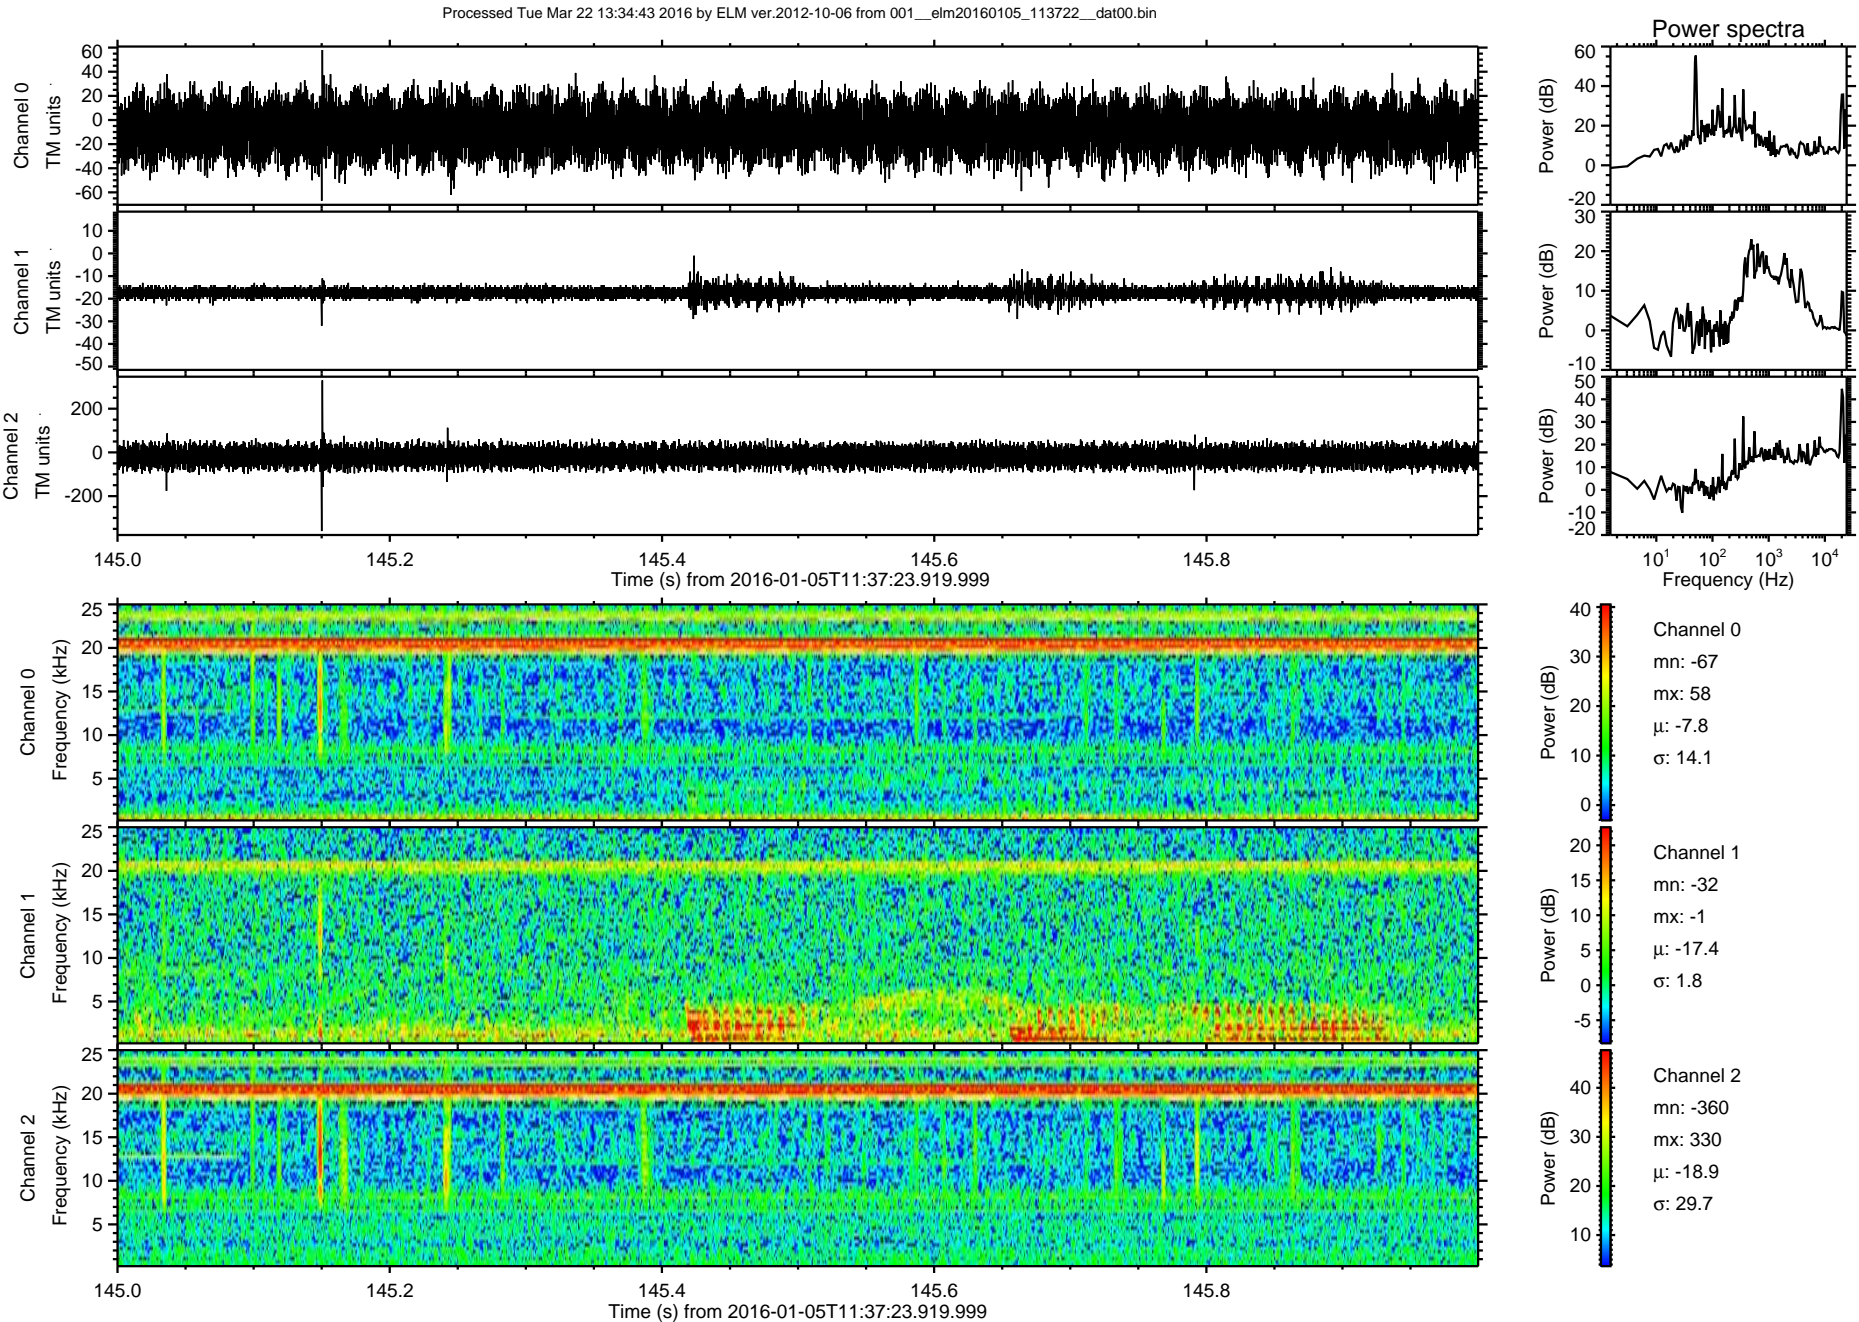 Processed Tue Mar 22 13:34:43 2016 by ELM ver.2012-10-06 from 001__elm20160105_113722__dat00.bin
Power spectra
Channel 0
TM units
60
40
20
0
-20
-40
-60
Power (dB)
60
40
20
0
-20
Channel 1
TM units
10
0
-10
-20
-30
-40
-50
Power (dB)
30
20
10
0
-10
Channel 2
TM units
200
0
-200
Power (dB)
50
40
30
20
10
0
-10
-20
145.0 145.2 145.4 145.6 145.8
Time (s) from 2016-01-05T11:37:23.919.999
10¹ 10² 10³ 10⁴
Frequency (Hz)
Channel 0
Frequency (kHz)
25
20
15
10
5
Power (dB)
40
30
20
10
0
Channel 0
mn: -67
mx: 58
μ: -7.8
σ: 14.1
Channel 1
Frequency (kHz)
25
20
15
10
5
Power (dB)
20
15
10
5
0
-5
Channel 1
mn: -32
mx: -1
μ: -17.4
σ: 1.8
Channel 2
Frequency (kHz)
25
20
15
10
5
Power (dB)
40
30
20
10
Channel 2
mn: -360
mx: 330
μ: -18.9
σ: 29.7
145.0 145.2 145.4 145.6 145.8
Time (s) from 2016-01-05T11:37:23.919.999